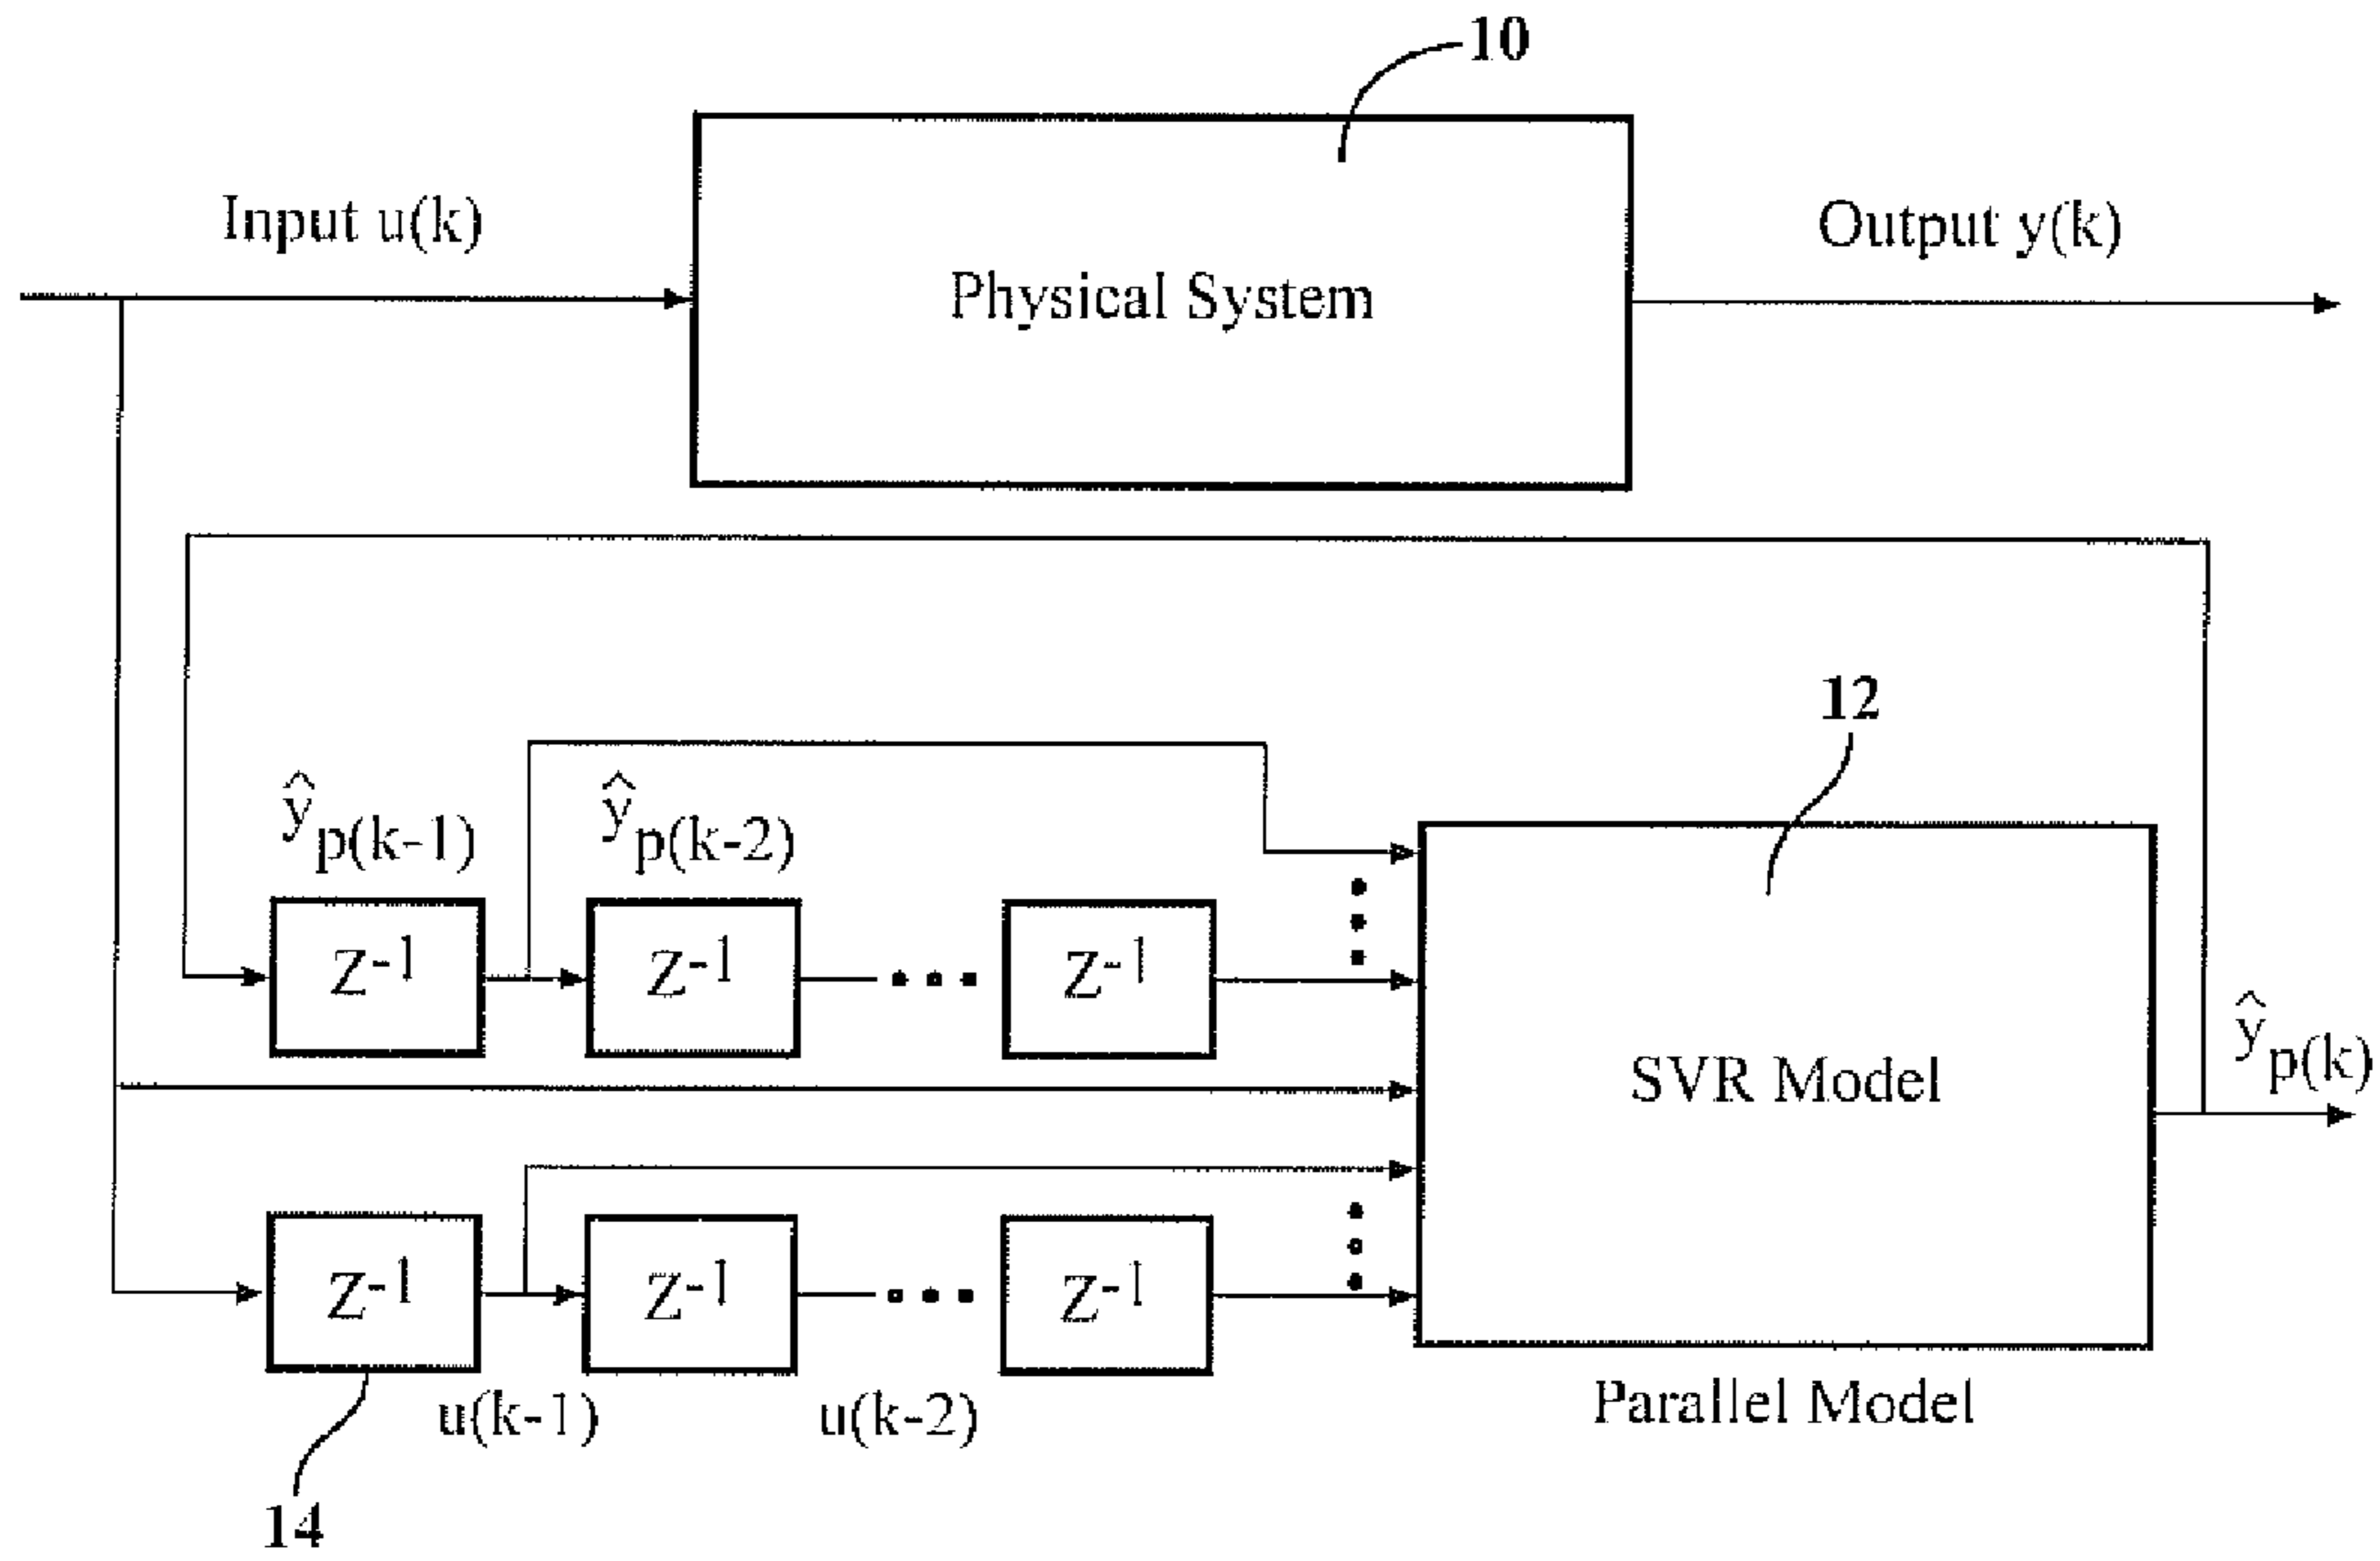 10
Input u(k)
Output y(k)
Physical System
12
ŷp(k-1)
ŷp(k-2)
Z-1
Z-1
Z-1
SVR Model
ŷp(k)
Z-1
Z-1
Z-1
u(k-1)
u(k-2)
Parallel Model
14